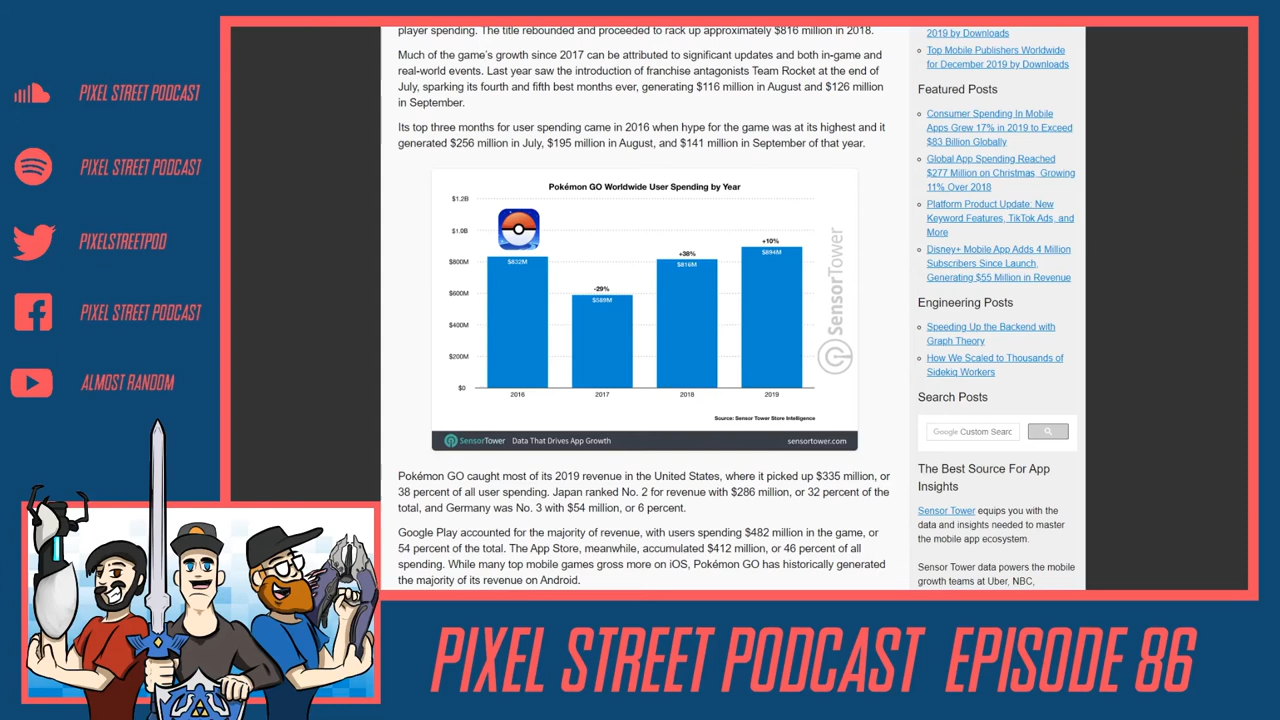 PIXEL STREET PODCAST
PIXEL STREET PODCAST
PIXELSTREETPOD
PIXEL STREET PODCAST
ALMOST RANDOM
player spending. The title rebounded and proceeded to rack up approximately $816 million in 2018.
Much of the game's growth since 2017 can be attributed to significant updates and both in-game and
real-world events. Last year saw the introduction of franchise antagonists Team Rocket at the end of
July, sparking its fourth and fifth best months ever, generating $116 million in August and $126 million
in September.
Its top three months for user spending came in 2016 when hype for the game was at its highest and it
generated $256 million in July, $195 million in August, and $141 million in September of that year.
Pokémon GO Worldwide User Spending by Year
$1.2B
$1.0B
$800M
$600M
$400M
$200M
$0
$832M
-29%
$589M
+38%
$816M
+10%
$894M
2016
2017
2018
2019
SensorTower
Source: Sensor Tower Store Intelligence
SensorTower Data That Drives App Growth
sensortower.com
Pokémon GO caught most of its 2019 revenue in the United States, where it picked up $335 million, or
38 percent of all user spending. Japan ranked No. 2 for revenue with $286 million, or 32 percent of the
total, and Germany was No. 3 with $54 million, or 6 percent.
Google Play accounted for the majority of revenue, with users spending $482 million in the game, or
54 percent of the total. The App Store, meanwhile, accumulated $412 million, or 46 percent of all
spending. While many top mobile games gross more on iOS, Pokémon GO has historically generated
the majority of its revenue on Android.
2019 by Downloads
Top Mobile Publishers Worldwide
for December 2019 by Downloads
Featured Posts
Consumer Spending In Mobile
Apps Grew 17% in 2019 to Exceed
$83 Billion Globally
Global App Spending Reached
$277 Million on Christmas, Growing
11% Over 2018
Platform Product Update: New
Keyword Features, TikTok Ads, and
More
Disney+ Mobile App Adds 4 Million
Subscribers Since Launch,
Generating $55 Million in Revenue
Engineering Posts
Speeding Up the Backend with
Graph Theory
How We Scaled to Thousands of
Sidekiq Workers
Search Posts
Google Custom Searc
The Best Source For App
Insights
Sensor Tower equips you with the
data and insights needed to master
the mobile app ecosystem.
Sensor Tower data powers the mobile
growth teams at Uber, NBC,
PIXEL STREET PODCAST EPISODE 86